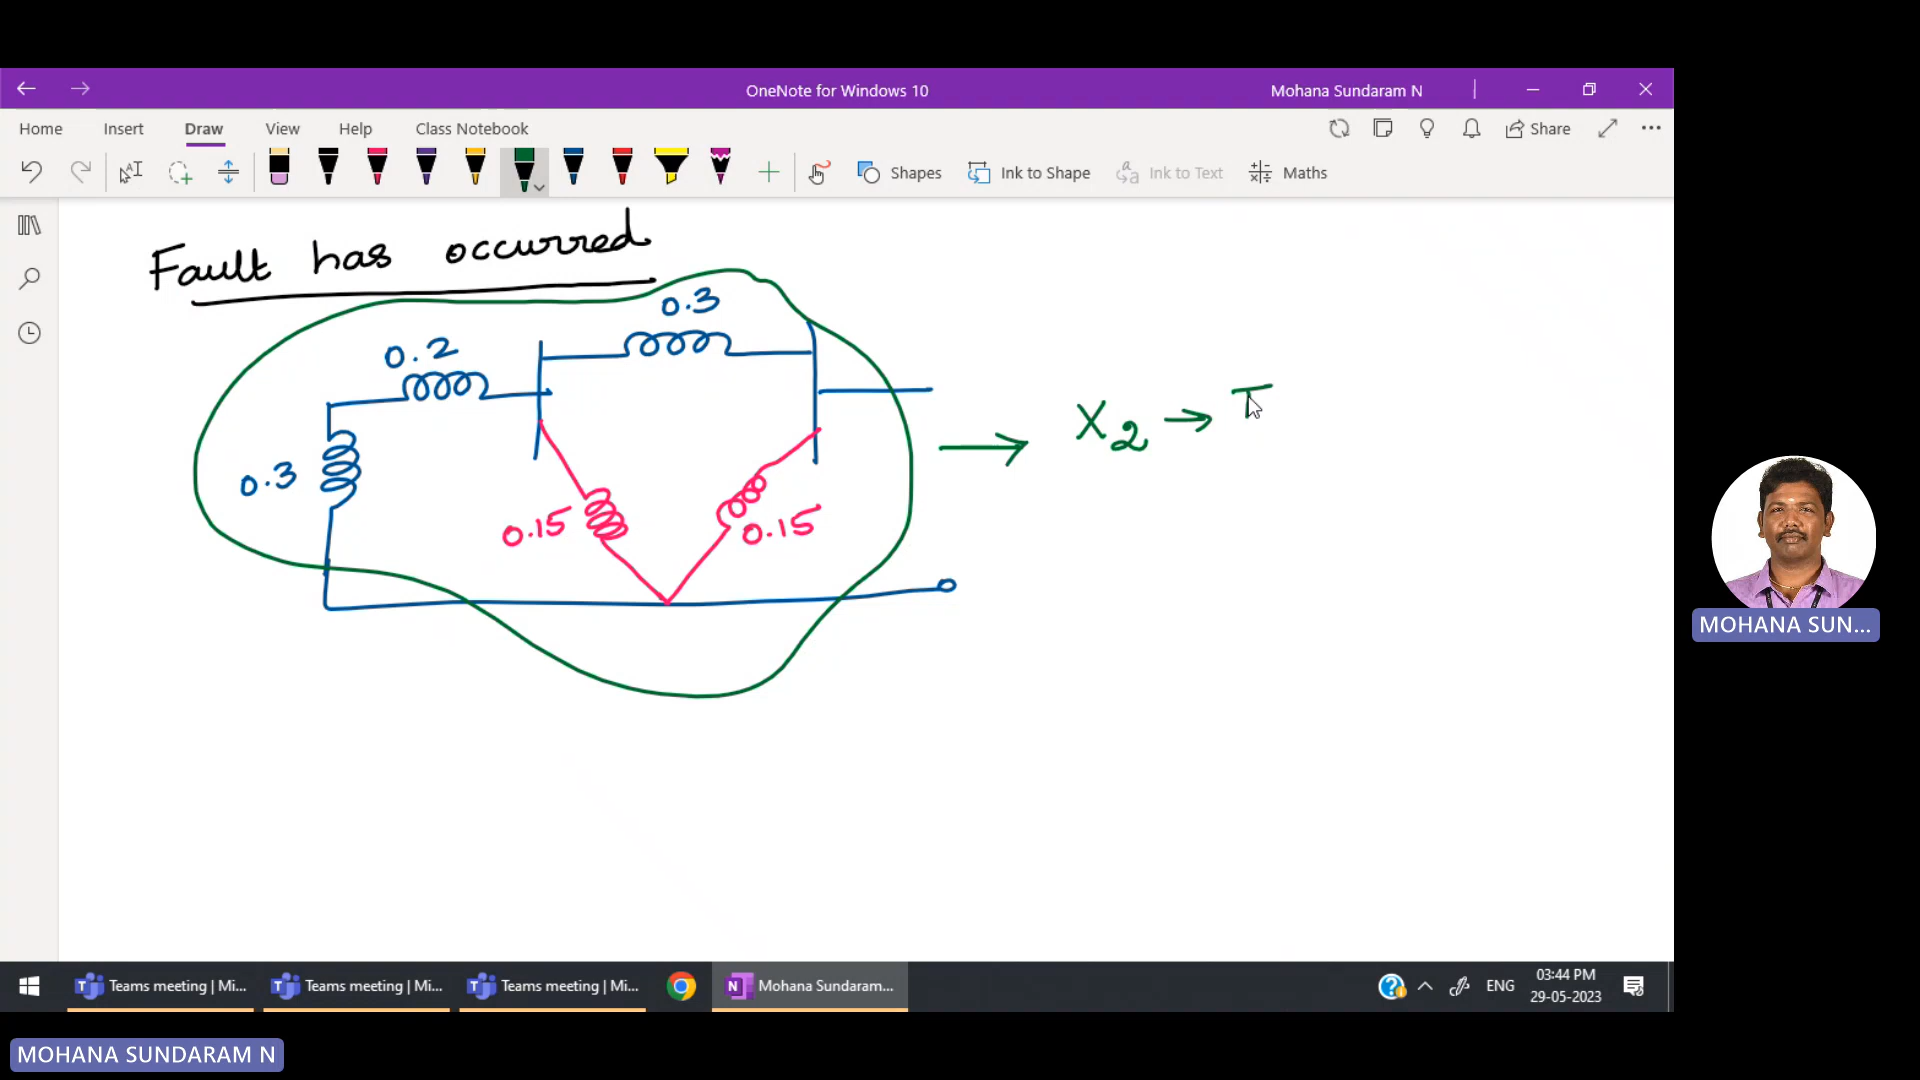 OneNote for Windows 10
Mohana Sundaram N
Home Insert Draw View Help Class Notebook
Share
Shapes Ink to Shape Ink to Text Maths
Fault has occurred
0.3
0.2
0.3
0.15
0.15
X2 → T
MOHANA SUN...
Teams meeting | Mi... Teams meeting | Mi... Teams meeting | Mi... Mohana Sundaram...
ENG
03:44 PM
29-05-2023
MOHANA SUNDARAM N